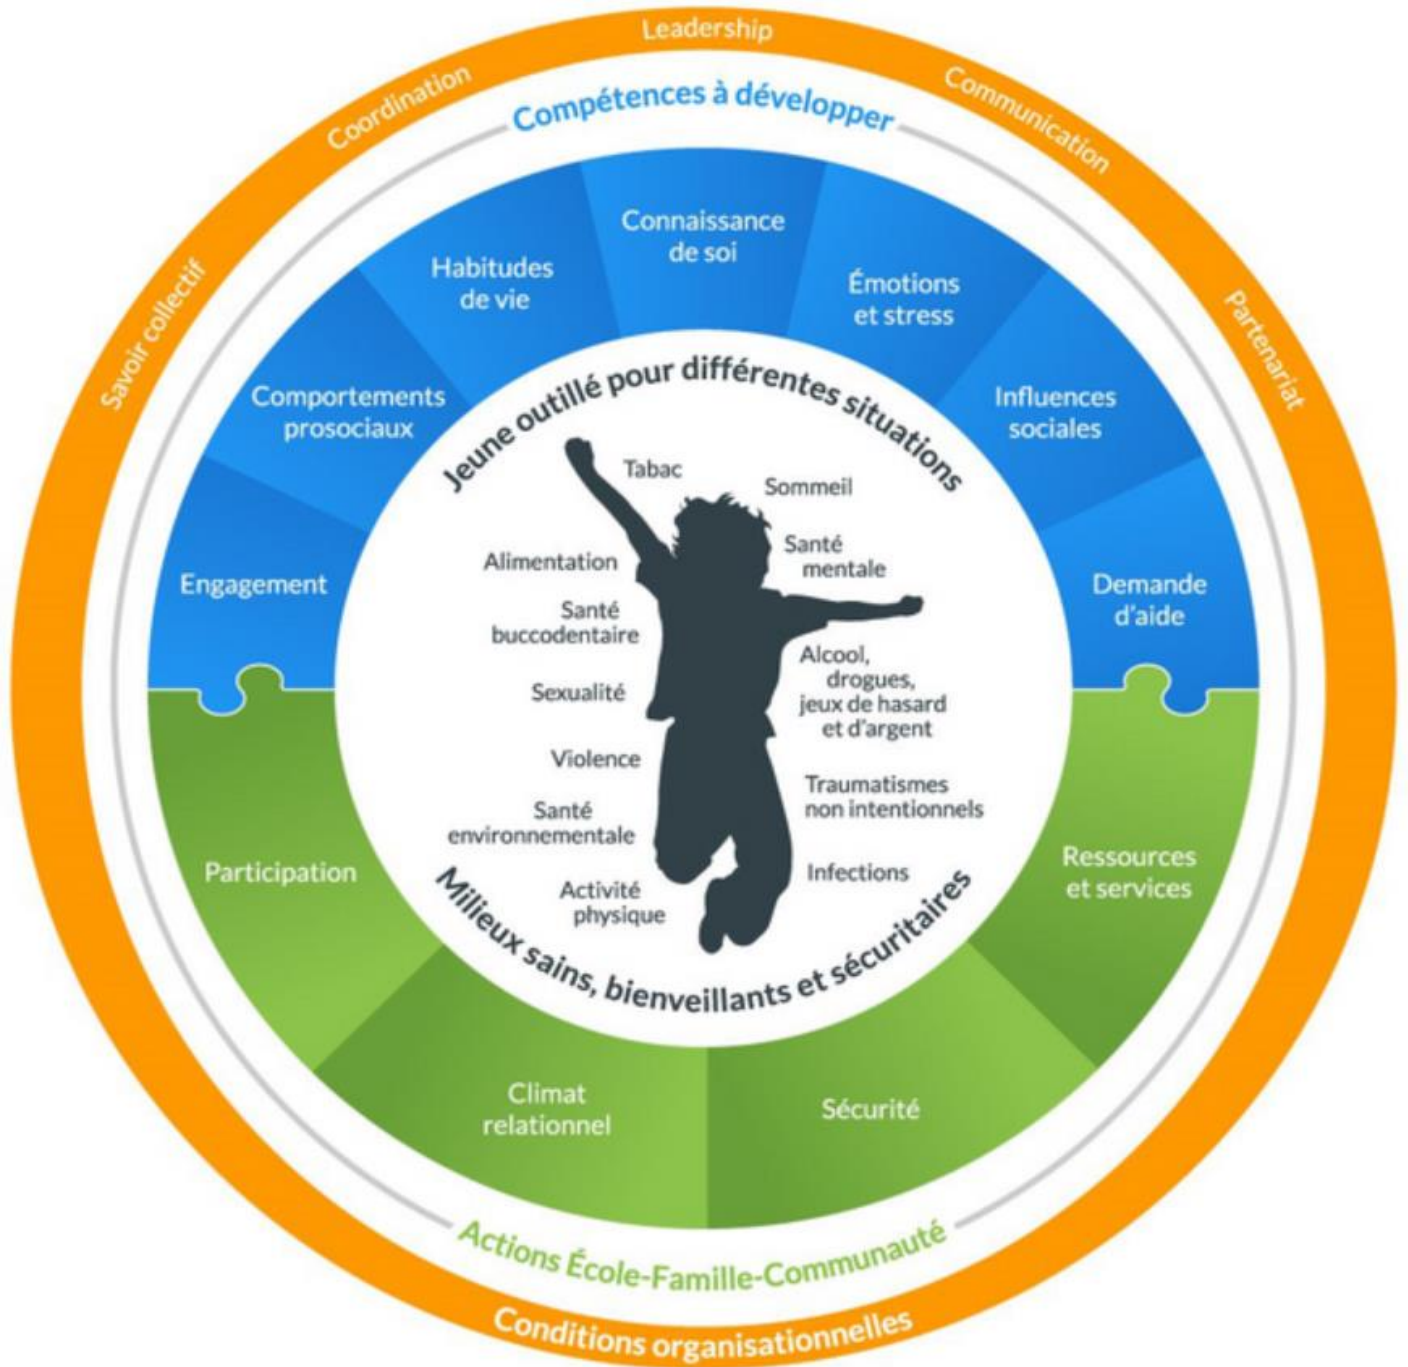 Leadership
Coordination
Communication
Savoir collectif
Partenariat
Compétences à développer
Connaissance
de soi
Habitudes
de vie
Émotions
et stress
Comportements
prosociaux
Influences
sociales
Engagement
Demande
d'aide
Jeune outillé pour différentes situations
Tabac
Sommeil
Alimentation
Santé
mentale
Santé
buccodentaire
Alcool,
drogues,
jeux de hasard
et d'argent
Sexualité
Violence
Traumatismes
non intentionnels
Santé
environnementale
Infections
Activité
physique
Milieux sains, bienveillants et sécuritaires
Participation
Ressources
et services
Climat
relationnel
Sécurité
Actions École-Famille-Communauté
Conditions organisationnelles